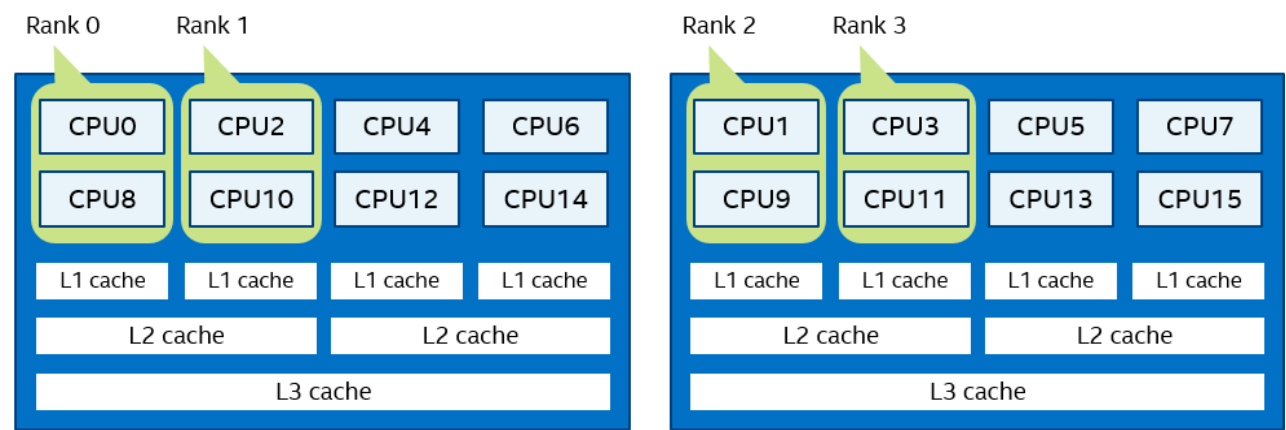 Rank 0 Rank 1 Rank 2 Rank 3
CPU0 CPU2 CPU4 CPU6 CPU1 CPU3 CPU5 CPU7
CPU8 CPU10 CPU12 CPU14 CPU9 CPU11 CPU13 CPU15
L1 cache L1 cache L1 cache L1 cache L1 cache L1 cache L1 cache L1 cache
L2 cache L2 cache L2 cache L2 cache
L3 cache L3 cache